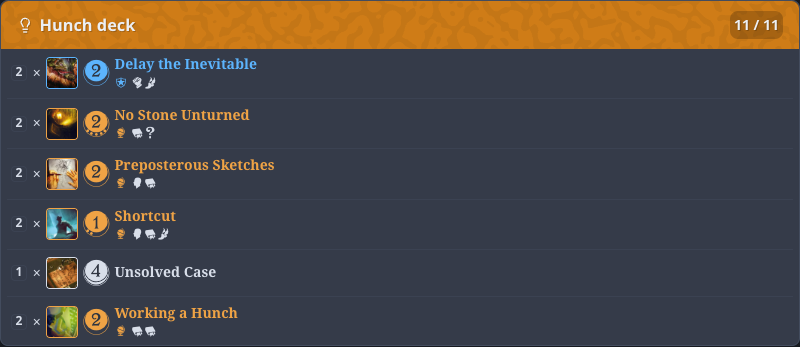 Hunch deck 11 / 11
2 × 2 Delay the Inevitable
2 × 2 No Stone Unturned
?
2 × 2 Preposterous Sketches
2 × 1 Shortcut
1 × 4 Unsolved Case
2 × 2 Working a Hunch